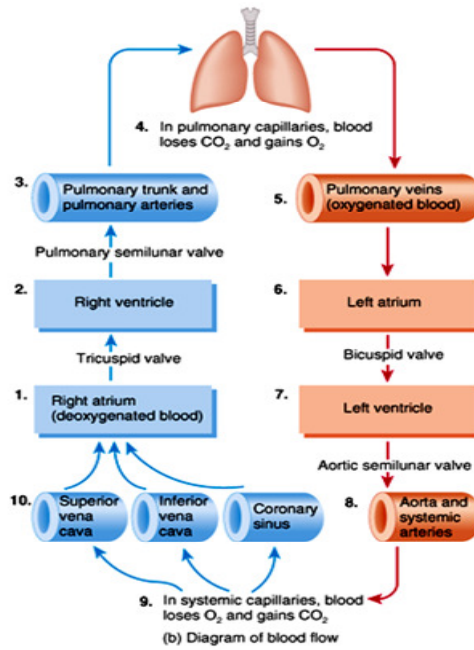 4. In pulmonary capillaries, blood
loses CO₂ and gains O₂
3. Pulmonary trunk and
pulmonary arteries
5. Pulmonary veins
(oxygenated blood)
Pulmonary semilunar valve
2. Right ventricle
6. Left atrium
Tricuspid valve
Bicuspid valve
1. Right atrium
(deoxygenated blood)
7. Left ventricle
Aortic semilunar valve
10. Superior
vena
cava
Inferior
vena
cava
Coronary
sinus
8. Aorta and
systemic
arteries
9. In systemic capillaries, blood
loses O₂ and gains CO₂
(b) Diagram of blood flow